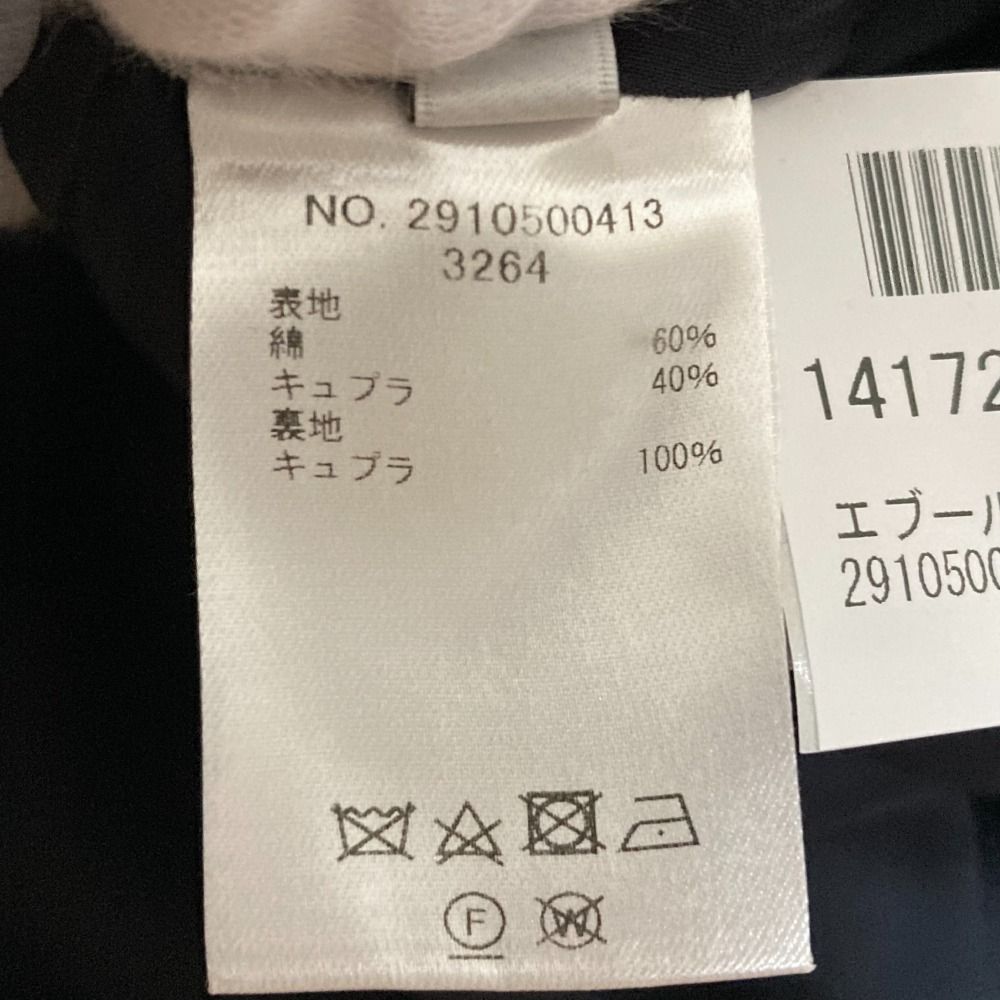 NO. 2910500413
3264
表地
綿 60%
キュプラ 40%
裏地
キュプラ 100%
F
W
14172
エブール
2910500